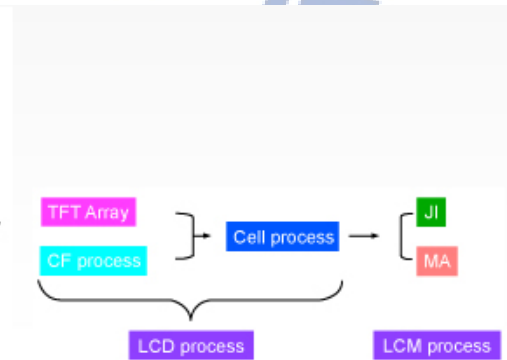 TFT Array
CF process
Cell process
JI
MA
LCD process
LCM process